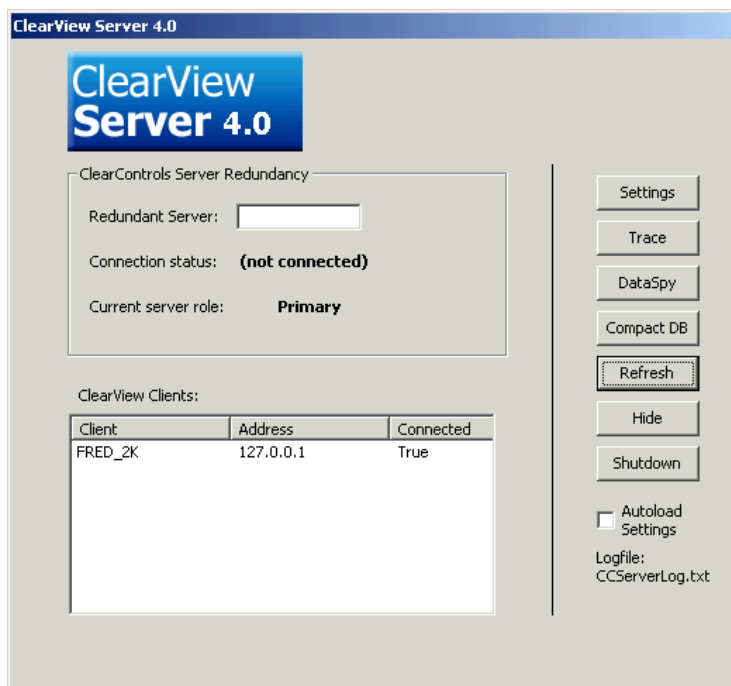 ClearView Server 4.0
ClearView
Server 4.0
ClearControls Server Redundancy
Redundant Server:
Connection status: (not connected)
Current server role: Primary
ClearView Clients:
Client Address Connected
FRED_2K 127.0.0.1 True
Settings
Trace
DataSpy
Compact DB
Refresh
Hide
Shutdown
Autoload
Settings
Logfile:
CCServerLog.txt